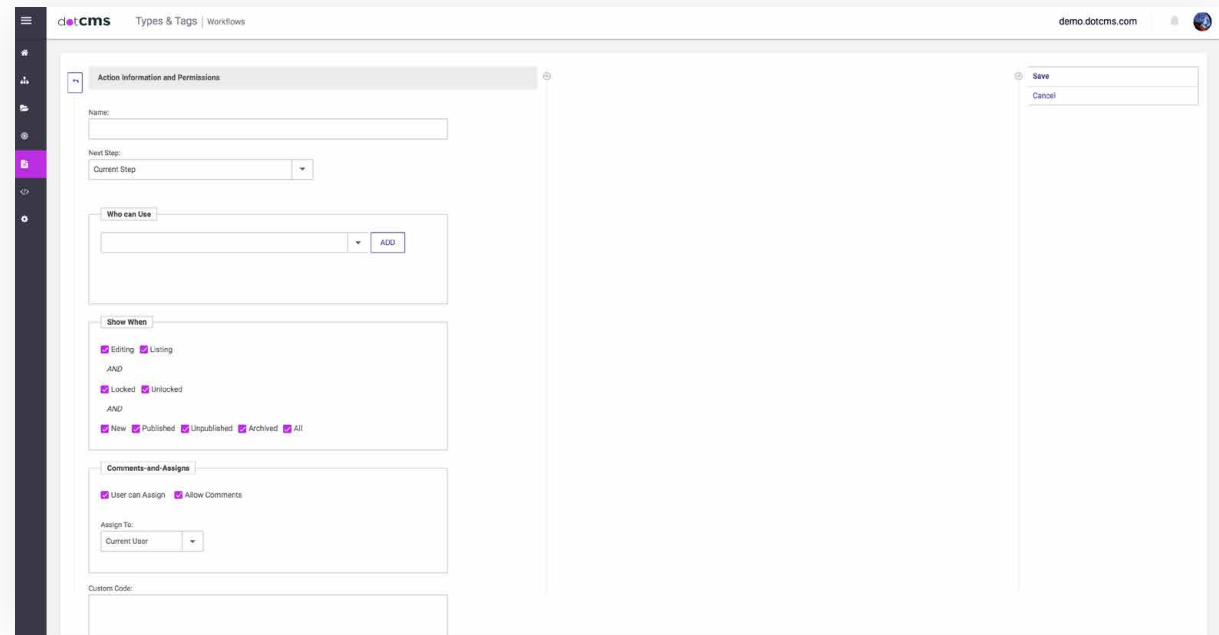 dotcms Types & Tags | Workflows demo.dotcms.com
Action Information and Permissions
Save
Cancel
Name:
Next Step:
Current Step
Who can Use
ADD
Show When
Editing Listing
AND
Locked Unlocked
AND
New Published Unpublished Archived All
Comments-and-Assigns
User can Assign Allow Comments
Assign To:
Current User
Custom Code: